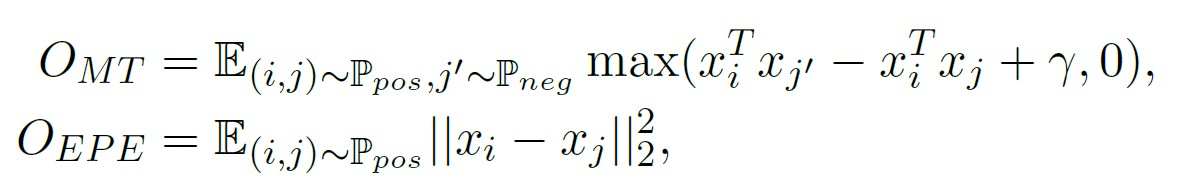 $O_{MT} = \mathbb{E}_{(i,j)\sim\mathbb{P}_{pos}, j'\sim\mathbb{P}_{neg}} \max(x_i^T x_{j'} - x_i^T x_j + \gamma, 0),$
$O_{EPE} = \mathbb{E}_{(i,j)\sim\mathbb{P}_{pos}} ||x_i - x_j||_2^2,$